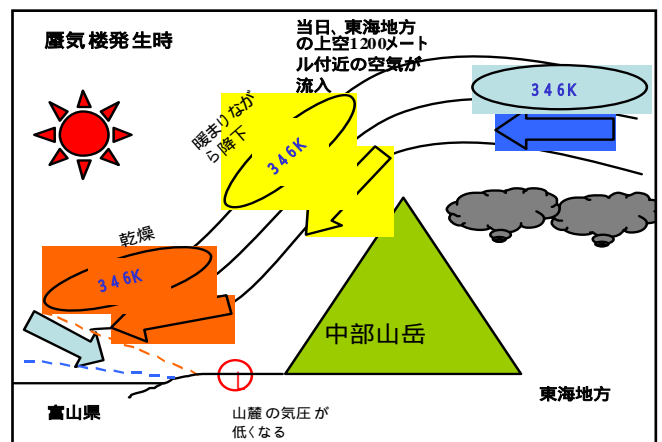 蜃気楼発生時
当日、東海地方
の上空1200メート
ル付近の空気が
流入
346K
暖まりなが
ら降下
346K
乾燥
346K
中部山岳
東海地方
富山県
山麓の気圧が
低くなる